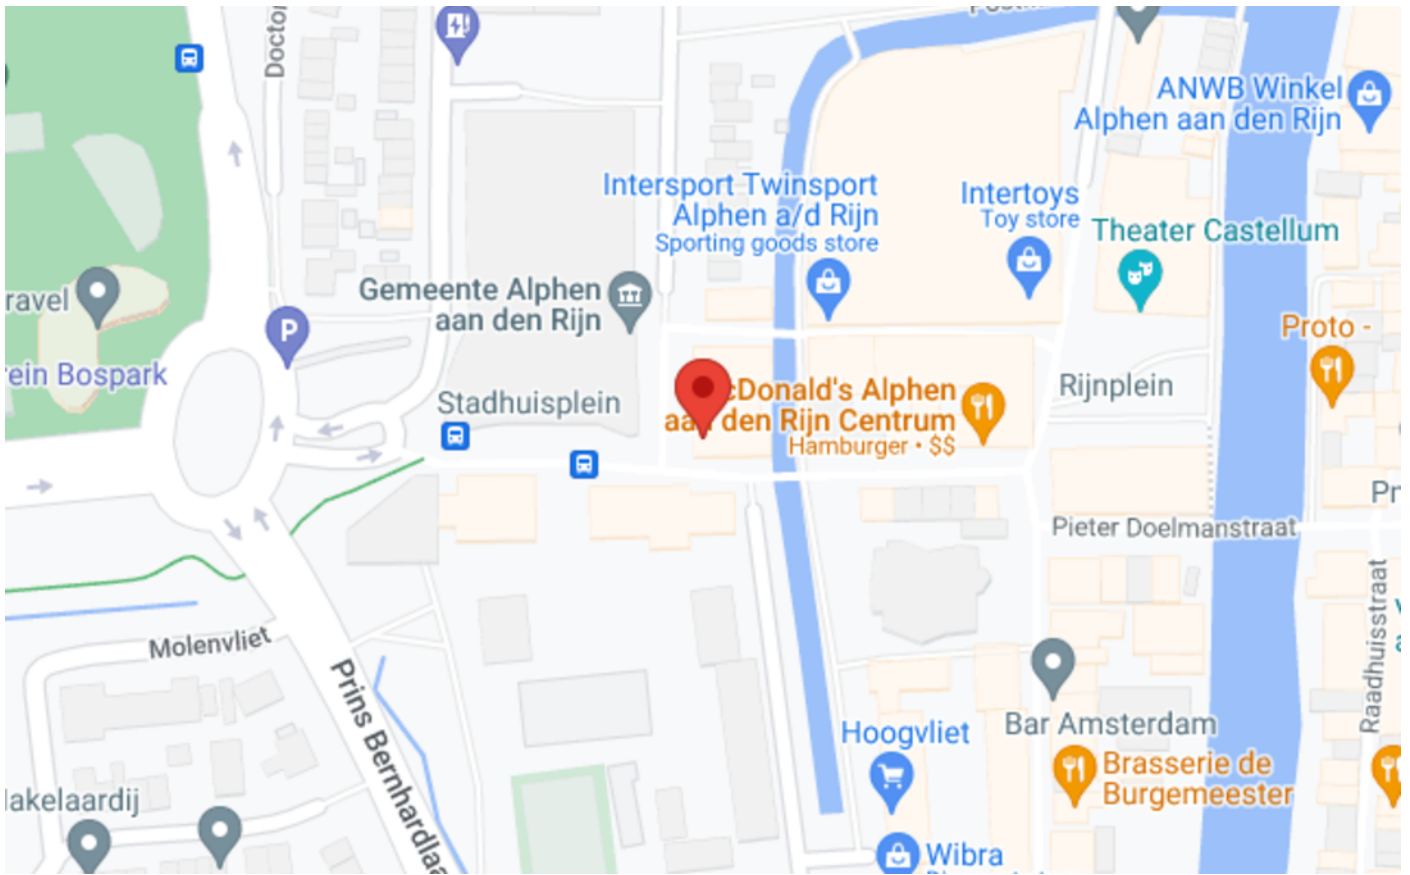 Doctor
ANWB Winkel
Alphen aan den Rijn
Intersport Twinsport
Alphen a/d Rijn
Sporting goods store
Intertoys
Toy store
Theater Castellum
Gemeente Alphen
aan den Rijn
ravel
P
Proto -
ein Bospark
Stadhuisplein
cDonald's Alphen
den Rijn Centrum
Hamburger • $$
Rijnplein
Pieter Doelmanstraat
Molenvliet
Prins Bernhardlaa
Raadhuisstraat
Bar Amsterdam
Hoogvliet
Brasserie de
Burgemeester
akelaardij
Wibra